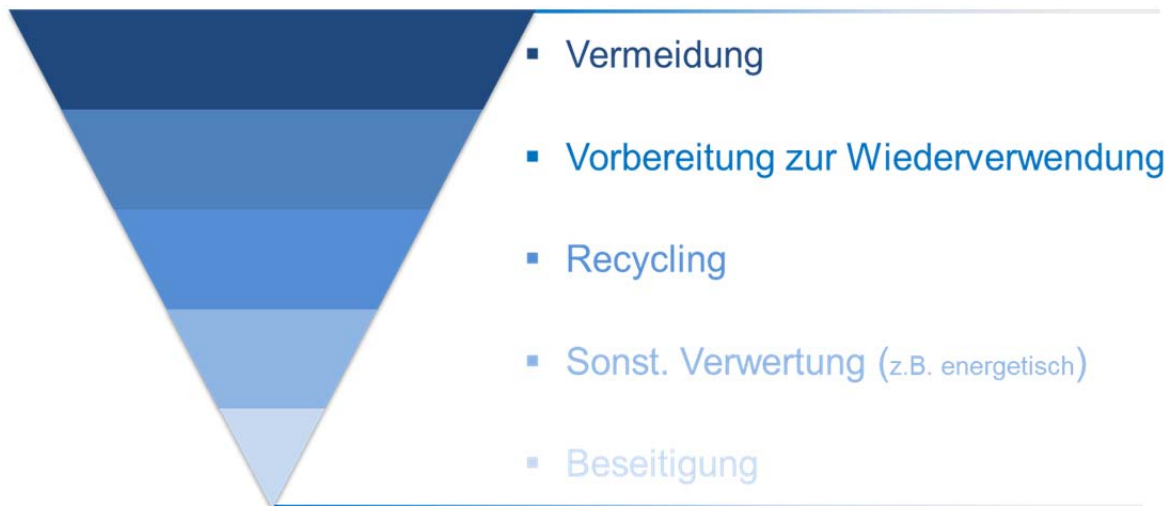 ▪ Vermeidung
▪ Vorbereitung zur Wiederverwendung
▪ Recycling
▪ Sonst. Verwertung (z.B. energetisch)
▪ Beseitigung